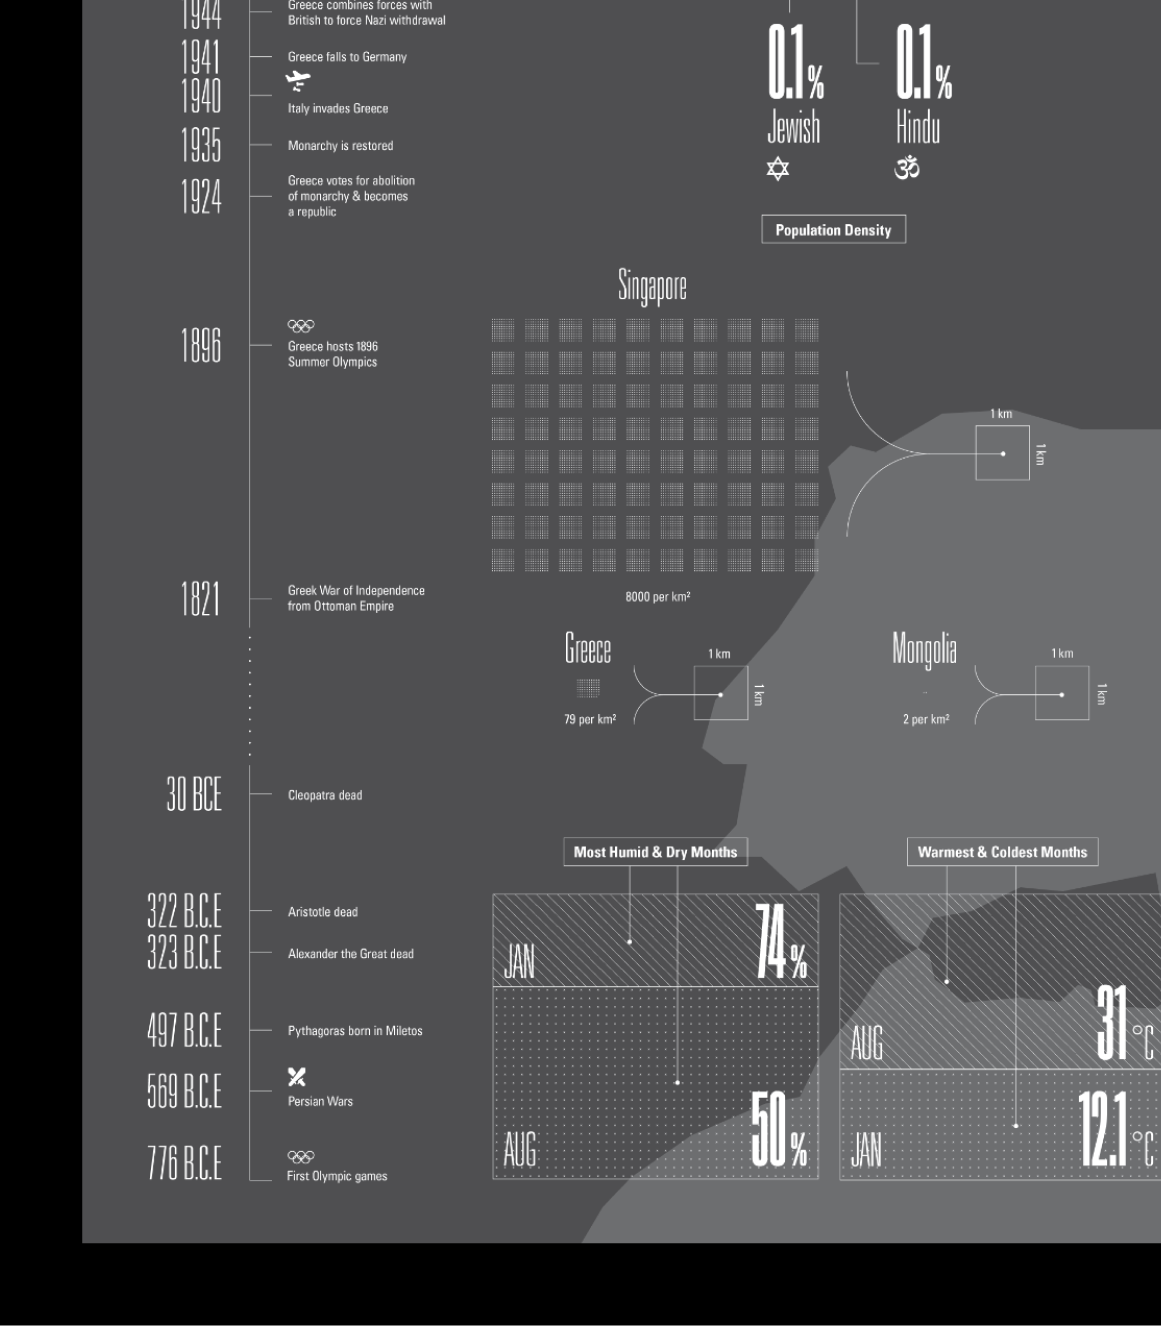 1944
Greece combines forces with
British to force Nazi withdrawal
1941
Greece falls to Germany
1940
Italy invades Greece
1935
Monarchy is restored
1924
Greece votes for abolition
of monarchy & becomes
a republic
1896
Greece hosts 1896
Summer Olympics
1821
Greek War of Independence
from Ottoman Empire
30 BCE
Cleopatra dead
322 B.C.E
Aristotle dead
323 B.C.E
Alexander the Great dead
497 B.C.E
Pythagoras born in Miletos
569 B.C.E
Persian Wars
776 B.C.E
First Olympic games
0.1%
Jewish
0.1%
Hindu
ॐ
Population Density
Singapore
1 km
1 km
8000 per km²
Greece
1 km
1 km
79 per km²
Mongolia
1 km
1 km
2 per km²
Most Humid & Dry Months
JAN
74%
AUG
50%
Warmest & Coldest Months
AUG
31°C
JAN
12.1°C